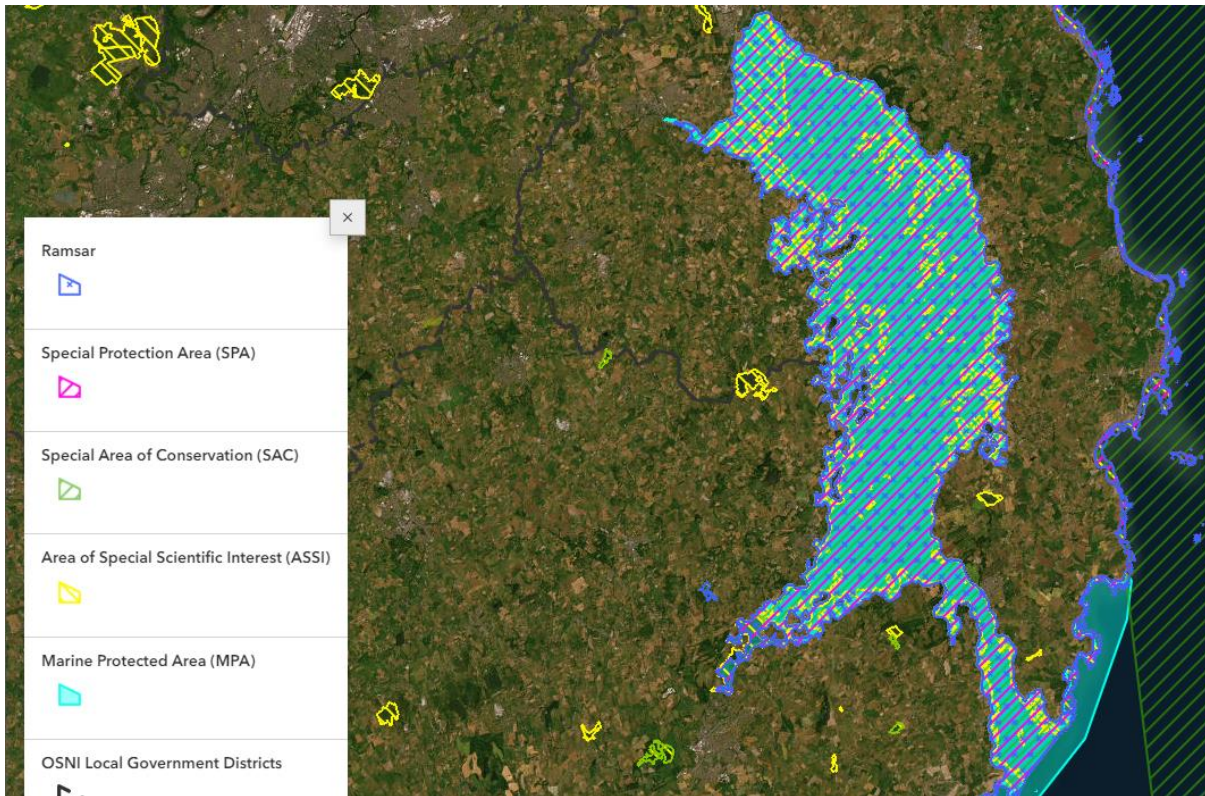 Ramsar
Special Protection Area (SPA)
Special Area of Conservation (SAC)
Area of Special Scientific Interest (ASSI)
Marine Protected Area (MPA)
OSNI Local Government Districts